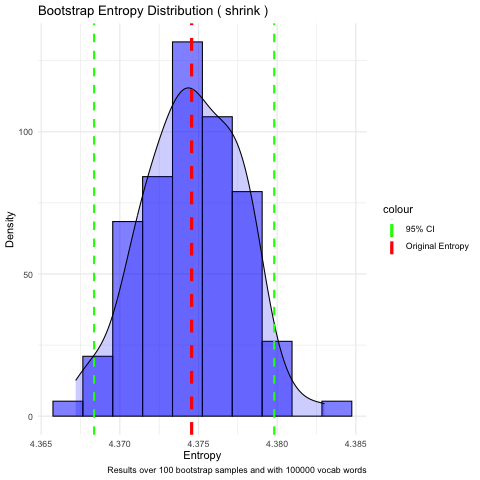 Bootstrap Entropy Distribution ( shrink )
100
50
0
Density
4.365 4.370 4.375 4.380 4.385
Entropy
colour
95% CI
Original Entropy
Results over 100 bootstrap samples and with 100000 vocab words